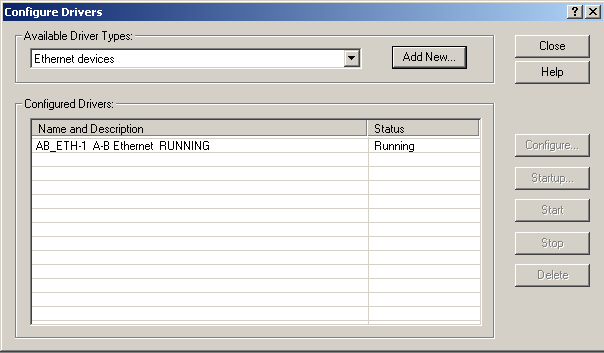 Configure Drivers
Available Driver Types:
Ethernet devices
Add New...
Close
Help
Configured Drivers:
Name and Description Status
AB_ETH-1 A-B Ethernet RUNNING Running
Configure...
Startup...
Start
Stop
Delete